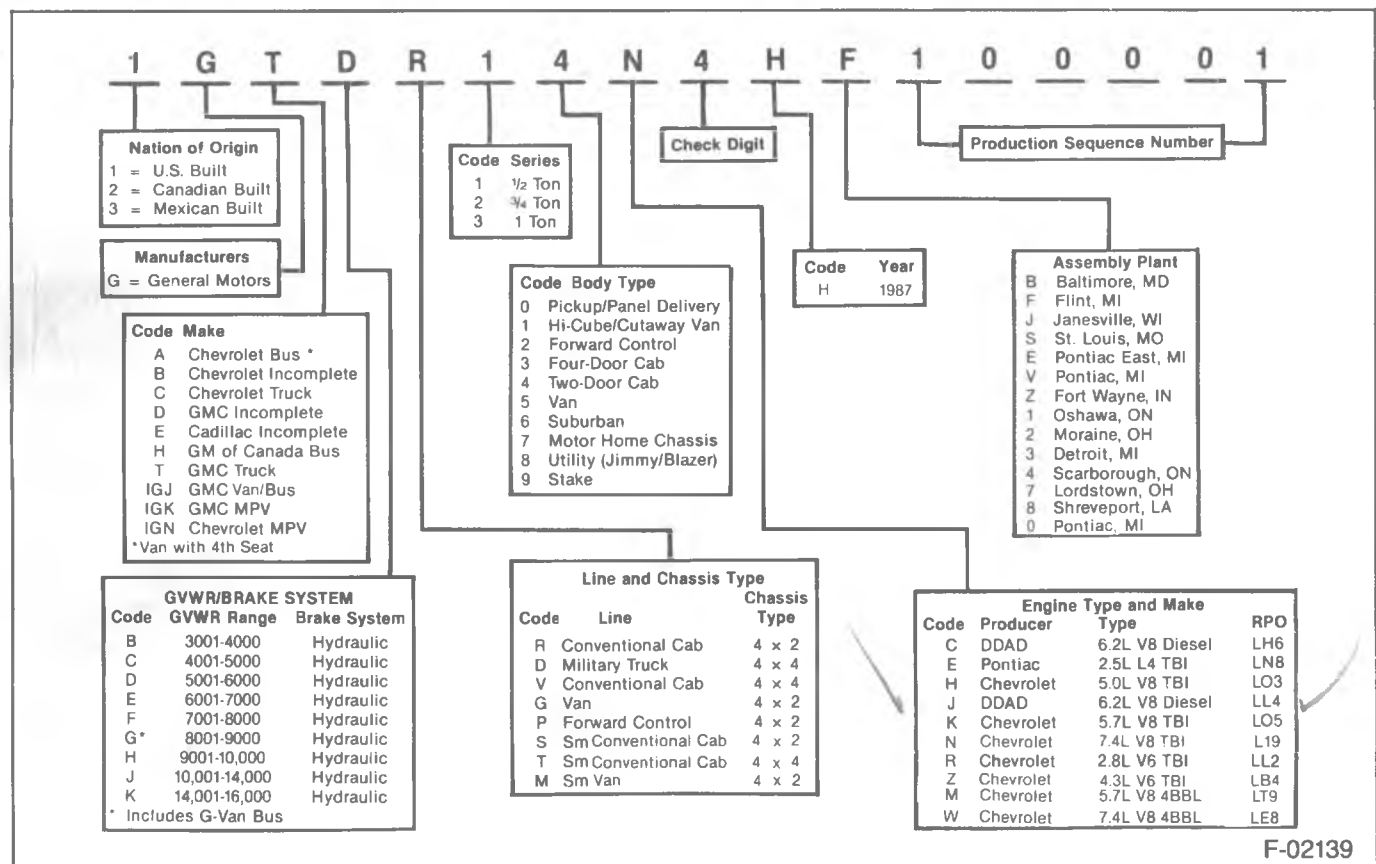 1 G T D R 1 4 N 4 H F 1 0 0 0 0 1
Nation of Origin
1 = U.S. Built
2 = Canadian Built
3 = Mexican Built
Manufacturers
G = General Motors
Code Make
A Chevrolet Bus *
B Chevrolet Incomplete
C Chevrolet Truck
D GMC Incomplete
E Cadillac Incomplete
H GM of Canada Bus
T GMC Truck
IGJ GMC Van/Bus
IGK GMC MPV
IGN Chevrolet MPV
*Van with 4th Seat
GVWR/BRAKE SYSTEM
Code GVWR Range Brake System
B 3001-4000 Hydraulic
C 4001-5000 Hydraulic
D 5001-6000 Hydraulic
E 6001-7000 Hydraulic
F 7001-8000 Hydraulic
G* 8001-9000 Hydraulic
H 9001-10,000 Hydraulic
J 10,001-14,000 Hydraulic
K 14,001-16,000 Hydraulic
* Includes G-Van Bus
Code Series
1 1/2 Ton
2 3/4 Ton
3 1 Ton
Code Body Type
0 Pickup/Panel Delivery
1 Hi-Cube/Cutaway Van
2 Forward Control
3 Four-Door Cab
4 Two-Door Cab
5 Van
6 Suburban
7 Motor Home Chassis
8 Utility (Jimmy/Blazer)
9 Stake
Line and Chassis Type
Chassis
Code Line Type
R Conventional Cab 4 x 2
D Military Truck 4 x 4
V Conventional Cab 4 x 4
G Van 4 x 2
P Forward Control 4 x 2
S Sm Conventional Cab 4 x 2
T Sm Conventional Cab 4 x 4
M Sm Van 4 x 2
Check Digit
Code Year
H 1987
Production Sequence Number
Assembly Plant
B Baltimore, MD
F Flint, MI
J Janesville, WI
S St. Louis, MO
E Pontiac East, MI
V Pontiac, MI
Z Fort Wayne, IN
1 Oshawa, ON
2 Moraine, OH
3 Detroit, MI
4 Scarborough, ON
7 Lordstown, OH
8 Shreveport, LA
0 Pontiac, MI
Engine Type and Make
Code Producer Type RPO
C DDAD 6.2L V8 Diesel LH6
E Pontiac 2.5L L4 TBI LN8
H Chevrolet 5.0L V8 TBI LO3
J DDAD 6.2L V8 Diesel LL4
K Chevrolet 5.7L V8 TBI LO5
N Chevrolet 7.4L V8 TBI L19
R Chevrolet 2.8L V6 TBI LL2
Z Chevrolet 4.3L V6 TBI LB4
M Chevrolet 5.7L V8 4BBL LT9
W Chevrolet 7.4L V8 4BBL LE8
F-02139